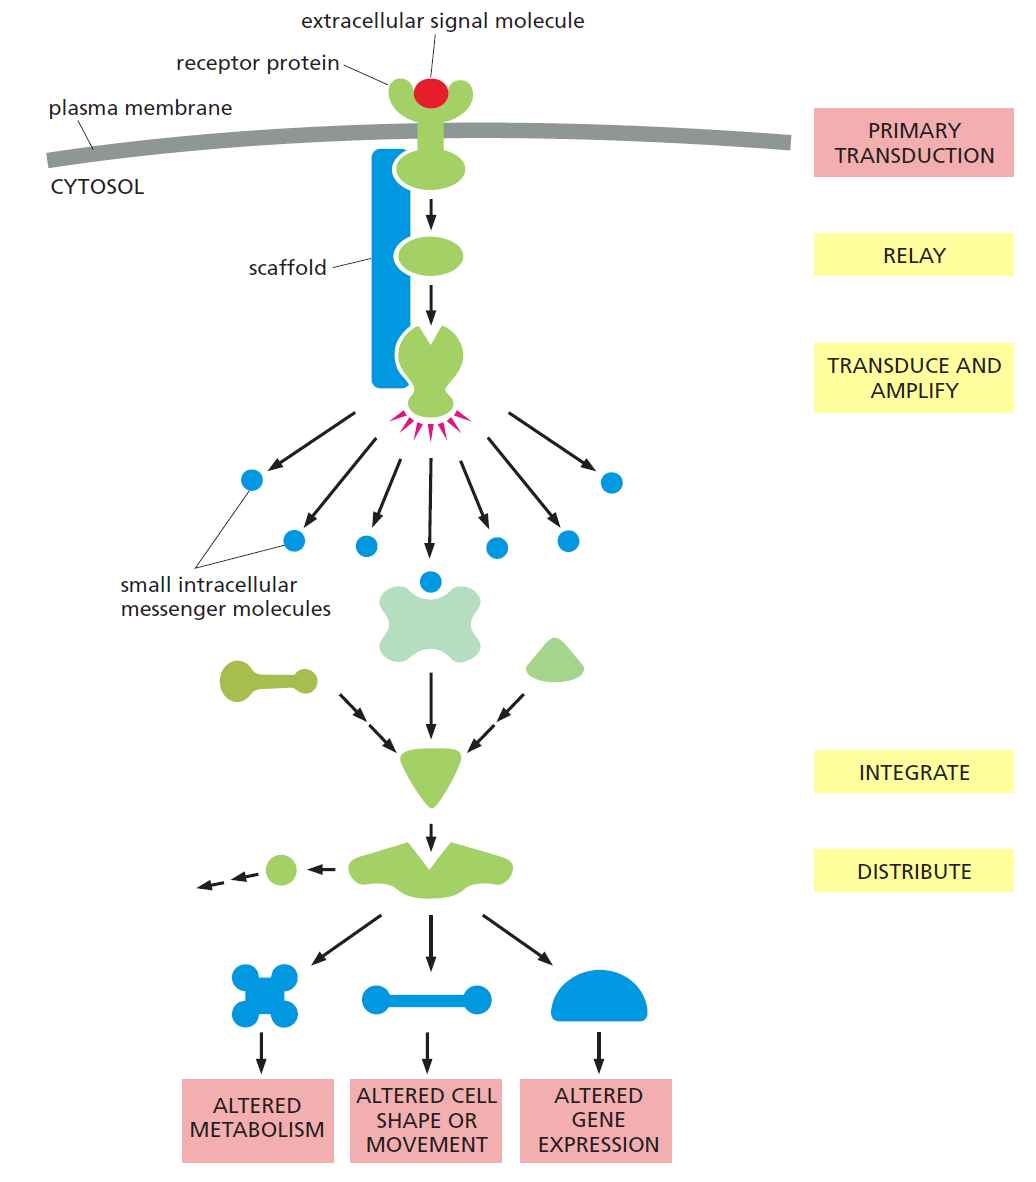 extracellular signal molecule
receptor protein
plasma membrane
CYTOSOL
PRIMARY
TRANSDUCTION
RELAY
scaffold
TRANSDUCE AND
AMPLIFY
small intracellular
messenger molecules
INTEGRATE
DISTRIBUTE
ALTERED
METABOLISM
ALTERED CELL
SHAPE OR
MOVEMENT
ALTERED
GENE
EXPRESSION